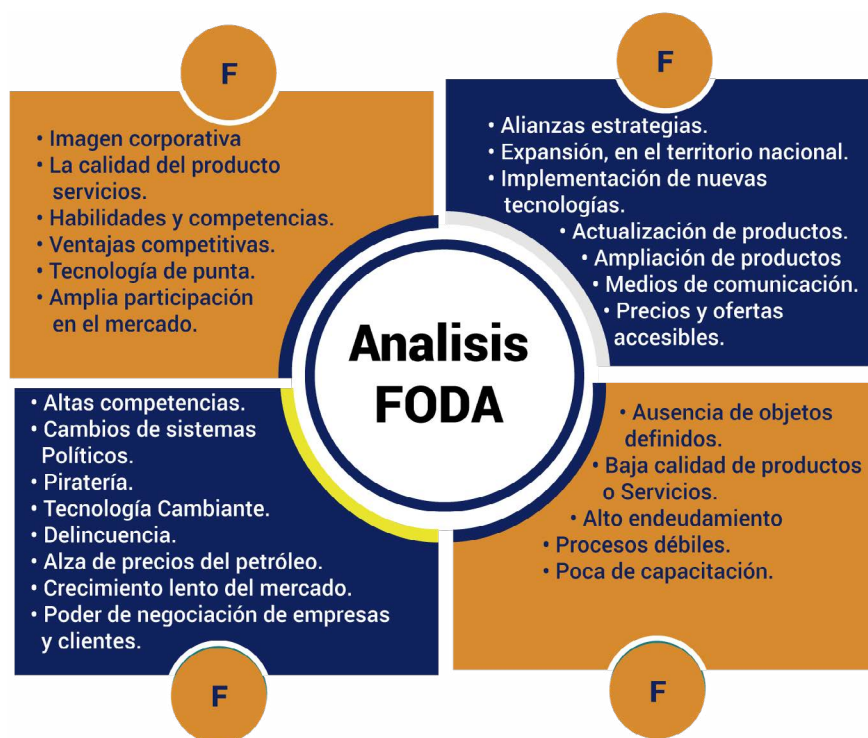 F
• Imagen corporativa
• La calidad del producto
servicios.
• Habilidades y competencias.
• Ventajas competitivas.
• Tecnología de punta.
• Amplia participación
en el mercado.
F
• Alianzas estrategias.
• Expansión, en el territorio nacional.
• Implementación de nuevas
tecnologías.
• Actualización de productos.
• Ampliación de productos
• Medios de comunicación.
• Precios y ofertas
accesibles.
Analisis
FODA
• Altas competencias.
• Cambios de sistemas
Políticos.
• Piratería.
• Tecnología Cambiante.
• Delincuencia.
• Alza de precios del petróleo.
• Crecimiento lento del mercado.
• Poder de negociación de empresas
y clientes.
F
• Ausencia de objetos
definidos.
• Baja calidad de productos
o Servicios.
• Alto endeudamiento
• Procesos débiles.
• Poca de capacitación.
F